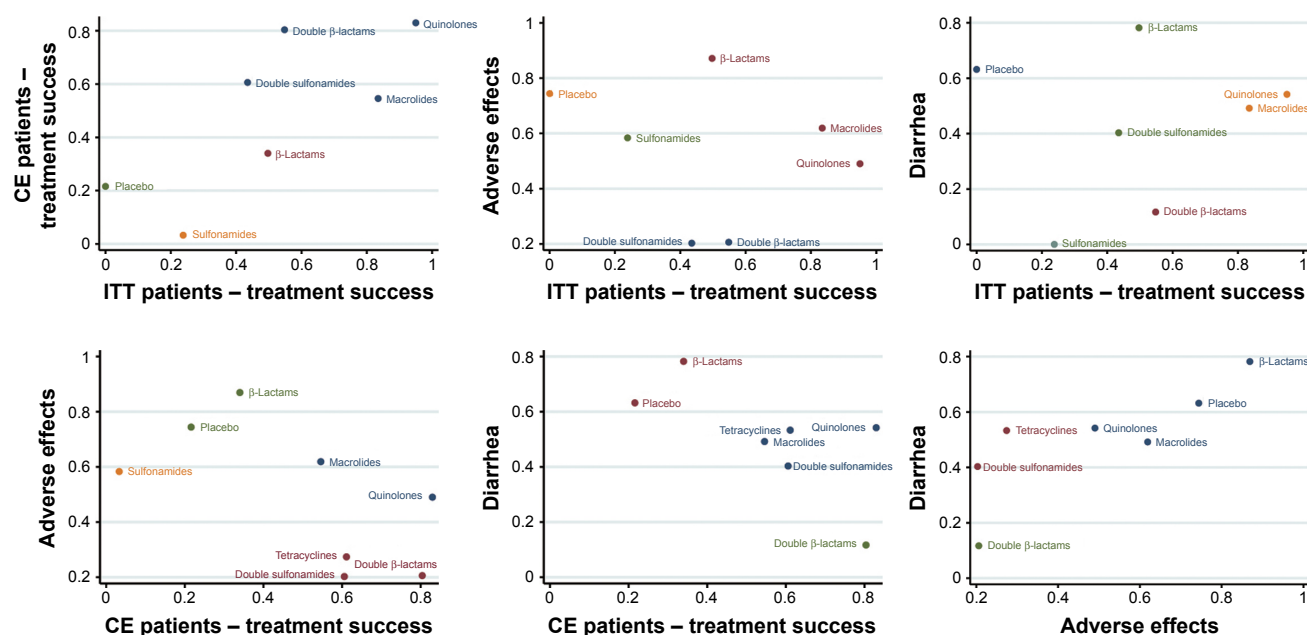 CE patients –
treatment success
0.8
0.6
0.4
0.2
0
Quinolones
Double β-lactams
Double sulfonamides
Macrolides
β-Lactams
Placebo
Sulfonamides
0 0.2 0.4 0.6 0.8 1
ITT patients – treatment success
Adverse effects
1
0.8
0.6
0.4
0.2
β-Lactams
Placebo
Macrolides
Sulfonamides
Quinolones
Double sulfonamides
Double β-lactams
0 0.2 0.4 0.6 0.8 1
ITT patients – treatment success
Diarrhea
0.8
0.6
0.4
0.2
0
β-Lactams
Placebo
Quinolones
Macrolides
Double sulfonamides
Double β-lactams
Sulfonamides
0 0.2 0.4 0.6 0.8 1
ITT patients – treatment success
Adverse effects
1
0.8
0.6
0.4
0.2
β-Lactams
Placebo
Macrolides
Sulfonamides
Quinolones
Tetracyclines
Double β-lactams
Double sulfonamides
0 0.2 0.4 0.6 0.8
CE patients – treatment success
Diarrhea
0.8
0.6
0.4
0.2
0
β-Lactams
Placebo
Tetracyclines
Quinolones
Macrolides
Double sulfonamides
Double β-lactams
0 0.2 0.4 0.6 0.8
CE patients – treatment success
Diarrhea
0.8
0.6
0.4
0.2
0
β-Lactams
Placebo
Tetracyclines
Quinolones
Macrolides
Double sulfonamides
Double β-lactams
0.2 0.4 0.6 0.8 1
Adverse effects